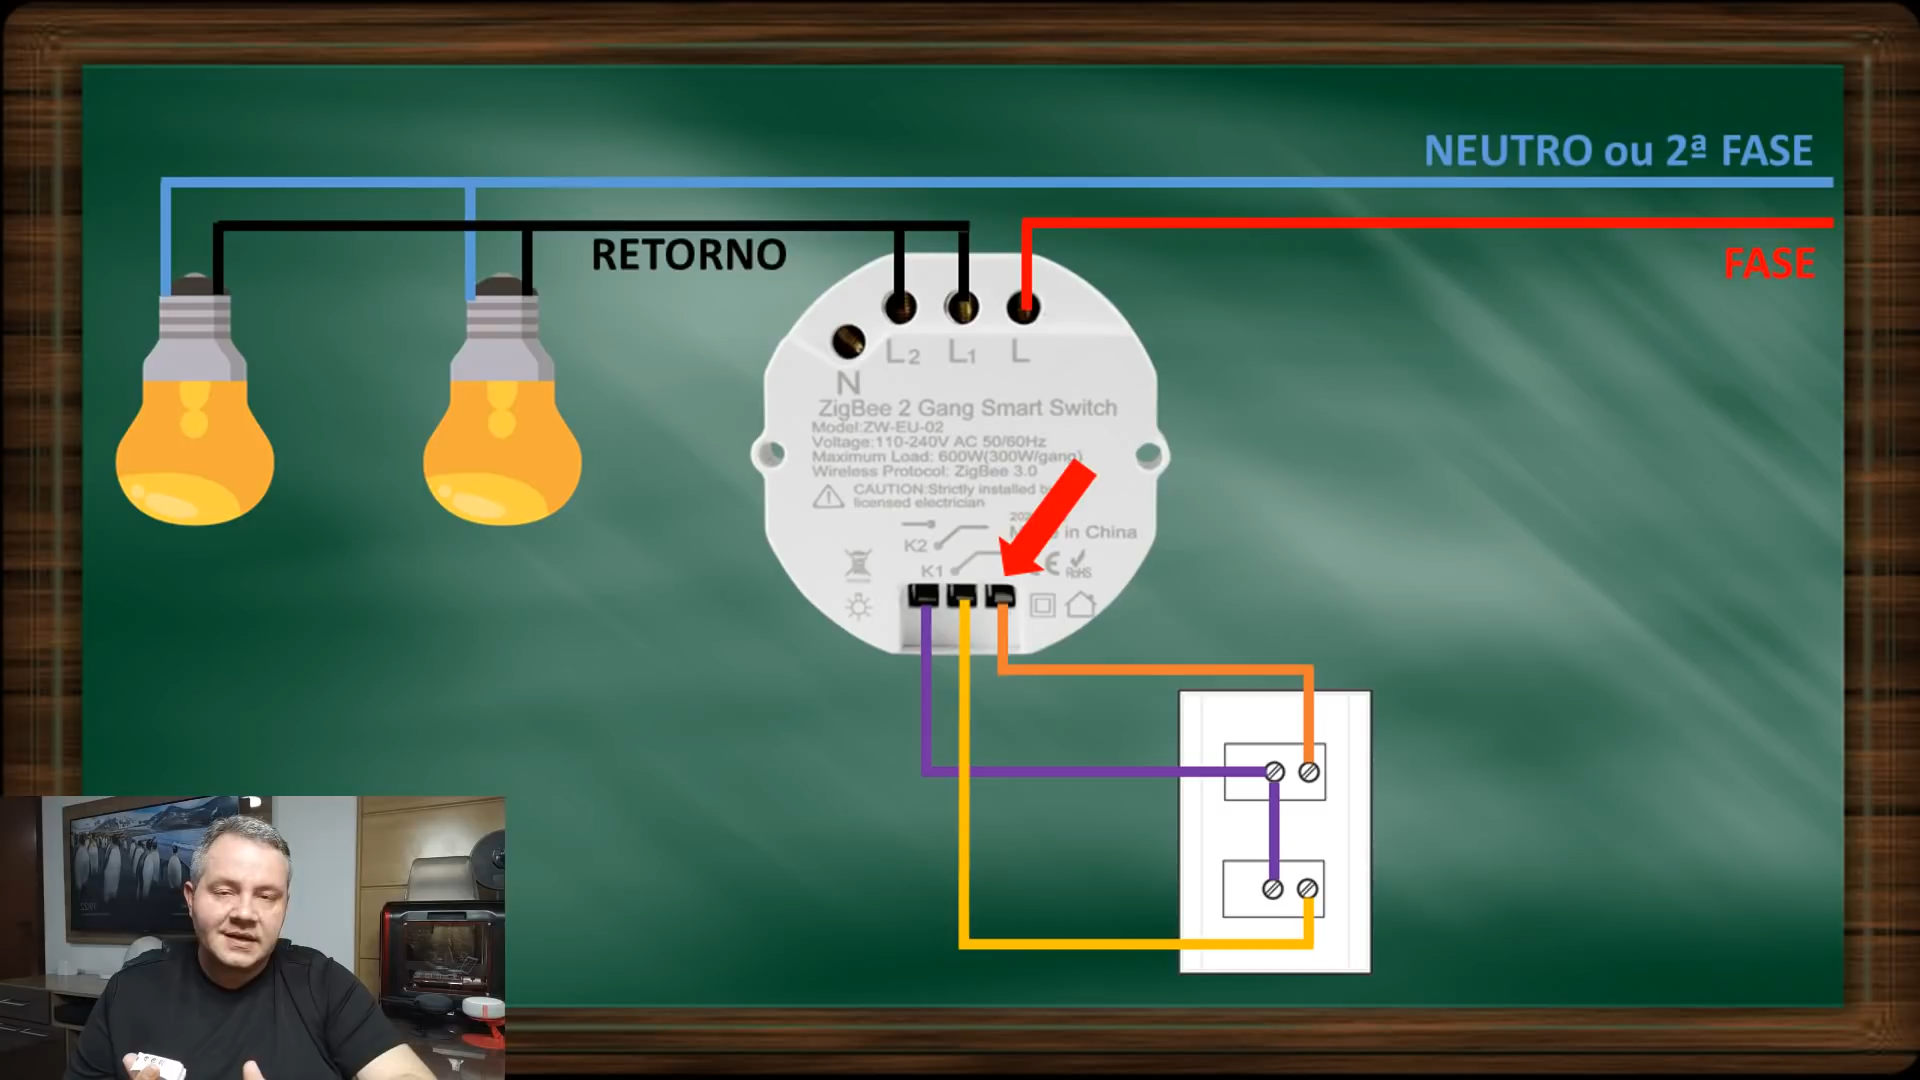 NEUTRO ou 2ª FASE
RETORNO
FASE
L2 L1 L
N
ZigBee 2 Gang Smart Switch
Model:ZW-EU-02
Voltage:110-240V AC 50/60Hz
Maximum Load: 600W(300W/gang)
Wireless Protocol: ZigBee 3.0
CAUTION:Strictly installed by
licensed electrician
in China
K2
K1
CE
RoHS